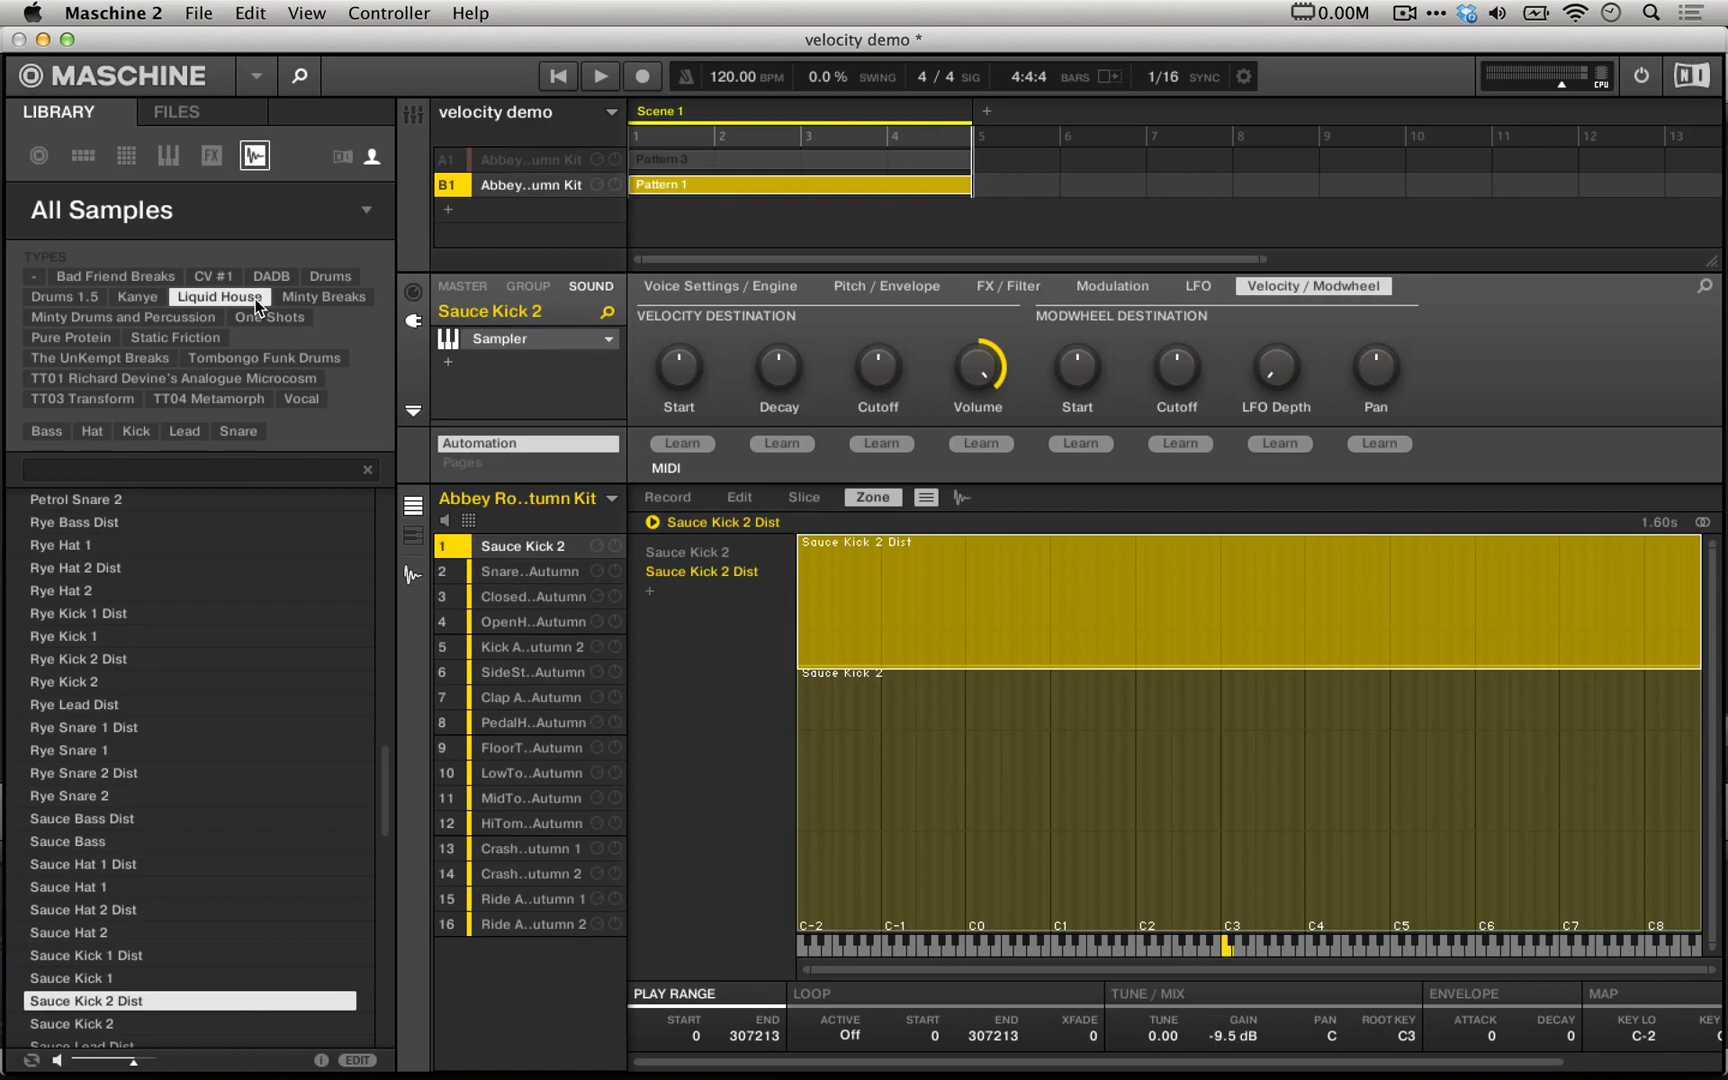 Maschine 2 File Edit View Controller Help 0.00M
velocity demo *
MASCHINE 120.00 BPM 0.0 % SWING 4 / 4 SIG 4:4:4 BARS 1/16 SYNC CPU
LIBRARY FILES
velocity demo
Scene 1
1 2 3 4 5 6 7 8 9 10 11 12 13
A1 Abbey...umn Kit Pattern 3
B1 Abbey...umn Kit Pattern 1
All Samples
TYPES
- Bad Friend Breaks CV #1 DADB Drums
Drums 1.5 Kanye Liquid House Minty Breaks
Minty Drums and Percussion One Shots
Pure Protein Static Friction
The UnKempt Breaks Tombongo Funk Drums
TT01 Richard Devine's Analogue Microcosm
TT03 Transform TT04 Metamorph Vocal
Bass Hat Kick Lead Snare
Petrol Snare 2
Rye Bass Dist
Rye Hat 1
Rye Hat 2 Dist
Rye Hat 2
Rye Kick 1 Dist
Rye Kick 1
Rye Kick 2 Dist
Rye Kick 2
Rye Lead Dist
Rye Snare 1 Dist
Rye Snare 1
Rye Snare 2 Dist
Rye Snare 2
Sauce Bass Dist
Sauce Bass
Sauce Hat 1 Dist
Sauce Hat 1
Sauce Hat 2 Dist
Sauce Hat 2
Sauce Kick 1 Dist
Sauce Kick 1
Sauce Kick 2 Dist
Sauce Kick 2
Sauce Lead Dist
EDIT
MASTER GROUP SOUND
Sauce Kick 2
Sampler
Voice Settings / Engine Pitch / Envelope FX / Filter Modulation LFO Velocity / Modwheel
VELOCITY DESTINATION MODWHEEL DESTINATION
Start Decay Cutoff Volume Start Cutoff LFO Depth Pan
Automation
Pages
Learn Learn Learn Learn Learn Learn Learn Learn
MIDI
Abbey Ro..tumn Kit
1 Sauce Kick 2
2 Snare..Autumn
3 Closed..Autumn
4 OpenH..Autumn
5 Kick A..utumn 2
6 SideSt..Autumn
7 Clap A..Autumn
8 PedalH..Autumn
9 FloorT..Autumn
10 LowTo..Autumn
11 MidTo..Autumn
12 HiTom..Autumn
13 Crash..utumn 1
14 Crash..utumn 2
15 Ride A..utumn 1
16 Ride A..utumn 2
Record Edit Slice Zone
Sauce Kick 2 Dist 1.60s
Sauce Kick 2
Sauce Kick 2 Dist
Sauce Kick 2 Dist
Sauce Kick 2
C-2 C-1 C0 C1 C2 C3 C4 C5 C6 C7 C8
PLAY RANGE LOOP TUNE / MIX ENVELOPE MAP
START END ACTIVE START END XFADE TUNE GAIN PAN ROOT KEY ATTACK DECAY KEY LO
0 307213 Off 0 307213 0 0.00 -9.5 dB C C3 0 0 C-2